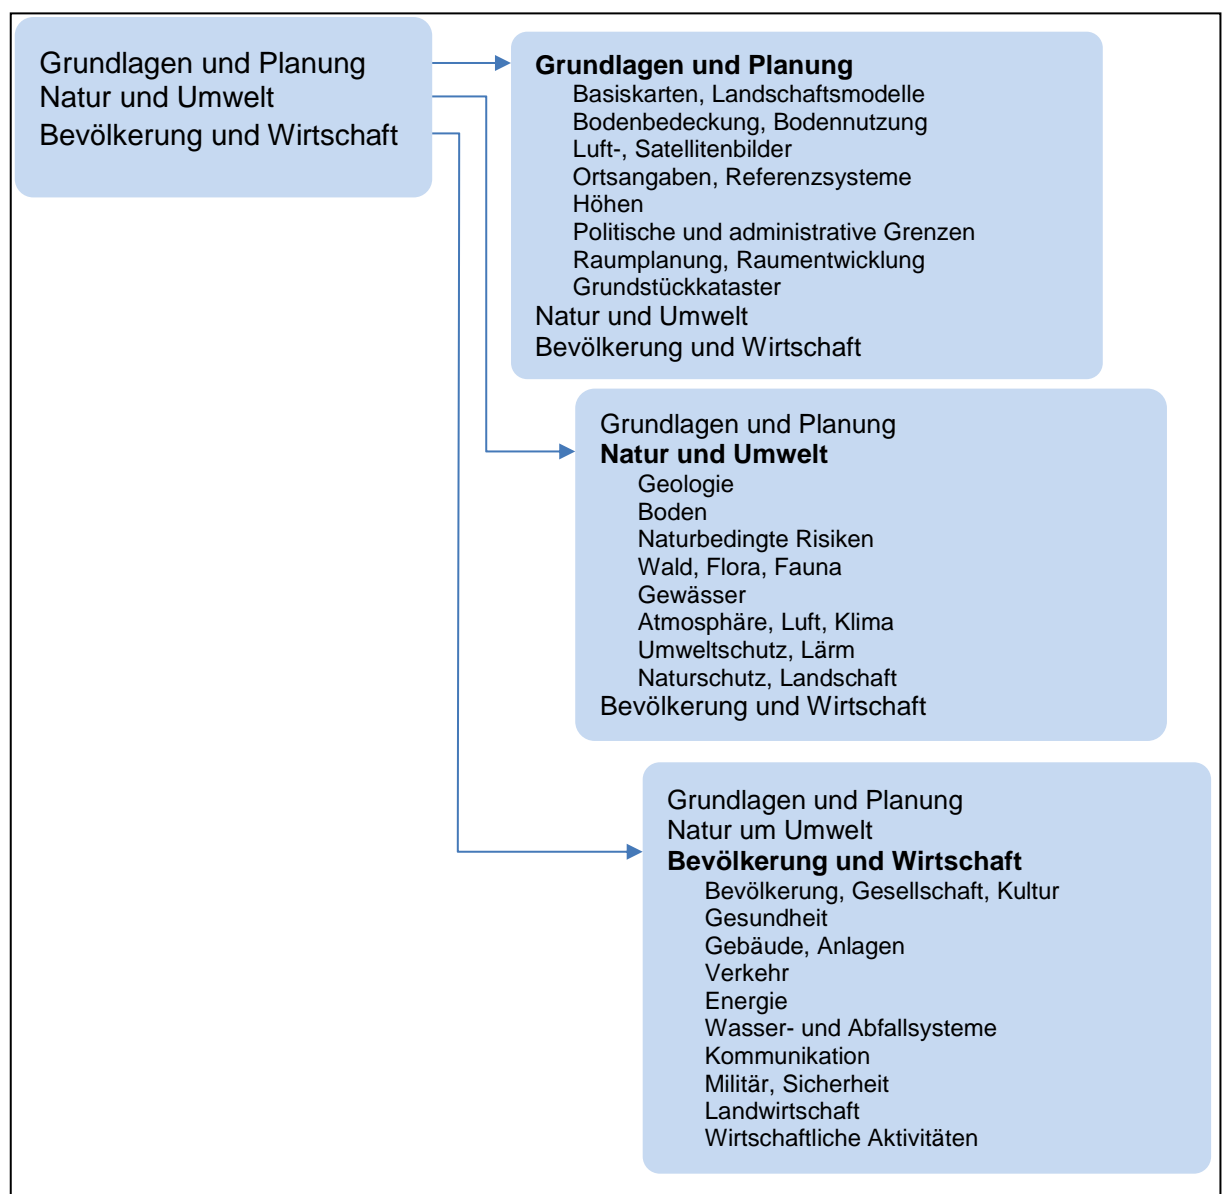 Grundlagen und Planung
Natur und Umwelt
Bevölkerung und Wirtschaft
Grundlagen und Planung
Basiskarten, Landschaftsmodelle
Bodenbedeckung, Bodennutzung
Luft-, Satellitenbilder
Ortsangaben, Referenzsysteme
Höhen
Politische und administrative Grenzen
Raumplanung, Raumentwicklung
Grundstückkataster
Natur und Umwelt
Bevölkerung und Wirtschaft
Grundlagen und Planung
Natur und Umwelt
Geologie
Boden
Naturbedingte Risiken
Wald, Flora, Fauna
Gewässer
Atmosphäre, Luft, Klima
Umweltschutz, Lärm
Naturschutz, Landschaft
Bevölkerung und Wirtschaft
Grundlagen und Planung
Natur um Umwelt
Bevölkerung und Wirtschaft
Bevölkerung, Gesellschaft, Kultur
Gesundheit
Gebäude, Anlagen
Verkehr
Energie
Wasser- und Abfallsysteme
Kommunikation
Militär, Sicherheit
Landwirtschaft
Wirtschaftliche Aktivitäten